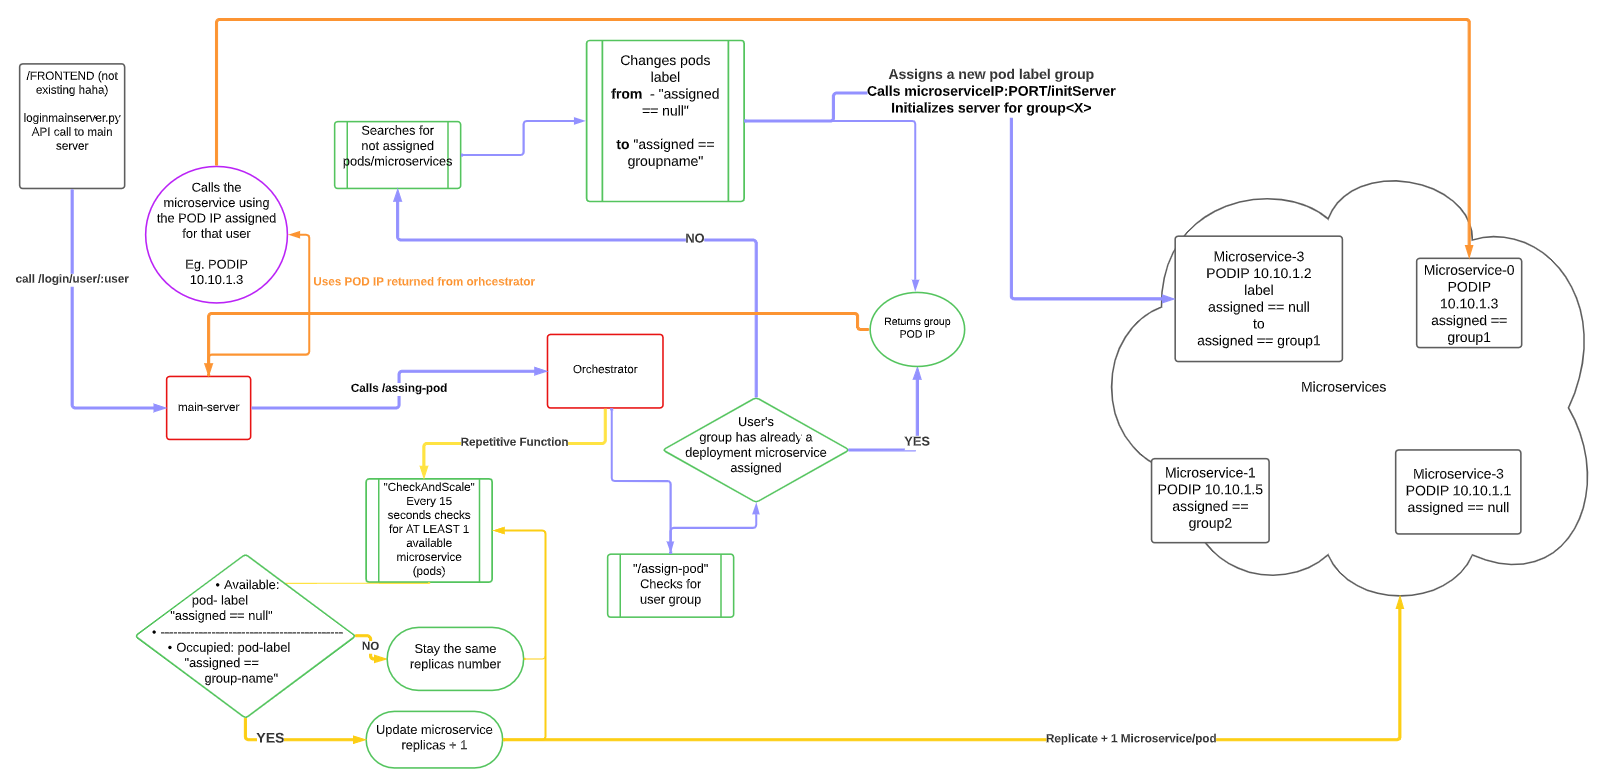 /FRONTEND (not
existing haha)
loginmainserver.py
API call to main
server
call /login/user/:user
Calls the
microservice using
the POD IP assigned
for that user
Eg. PODIP
10.10.1.3
Uses POD IP returned from orhcestrator
main-server
Calls /assing-pod
Orchestrator
Repetitive Function
Searches for
not assigned
pods/microservices
Changes pods
label
from - "assigned
== null"
to "assigned ==
groupname"
Assigns a new pod label group
Calls microserviceIP:PORT/initServer
Initializes server for group<X>
NO
Returns group
POD IP
User's
group has already a
deployment microservice
assigned
YES
"/assign-pod"
Checks for
user group
"CheckAndScale"
Every 15
seconds checks
for AT LEAST 1
available
microservice
(pods)
• Available:
pod- label
"assigned == null"
• -------------------------------------------
• Occupied: pod-label
"assigned ==
group-name"
NO
Stay the same
replicas number
YES
Update microservice
replicas + 1
Replicate + 1 Microservice/pod
Microservice-3
PODIP 10.10.1.2
label
assigned == null
to
assigned == group1
Microservice-0
PODIP
10.10.1.3
assigned ==
group1
Microservices
Microservice-1
PODIP 10.10.1.5
assigned ==
group2
Microservice-3
PODIP 10.10.1.1
assigned == null